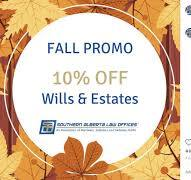 FALL PROMO
10% OFF
Wills & Estates
SOUTHERN ALBERTA LAW OFFICES